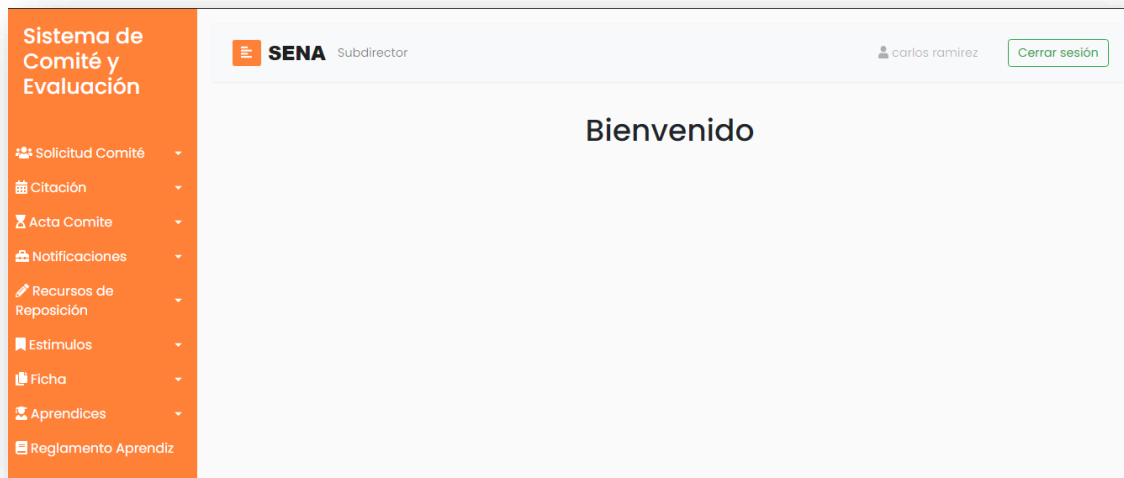 Sistema de
Comité y
Evaluación
SENA Subdirector
carlos ramirez
Cerrar sesión
Bienvenido
Solicitud Comité
Citación
Acta Comite
Notificaciones
Recursos de
Reposición
Estimulos
Ficha
Aprendices
Reglamento Aprendiz